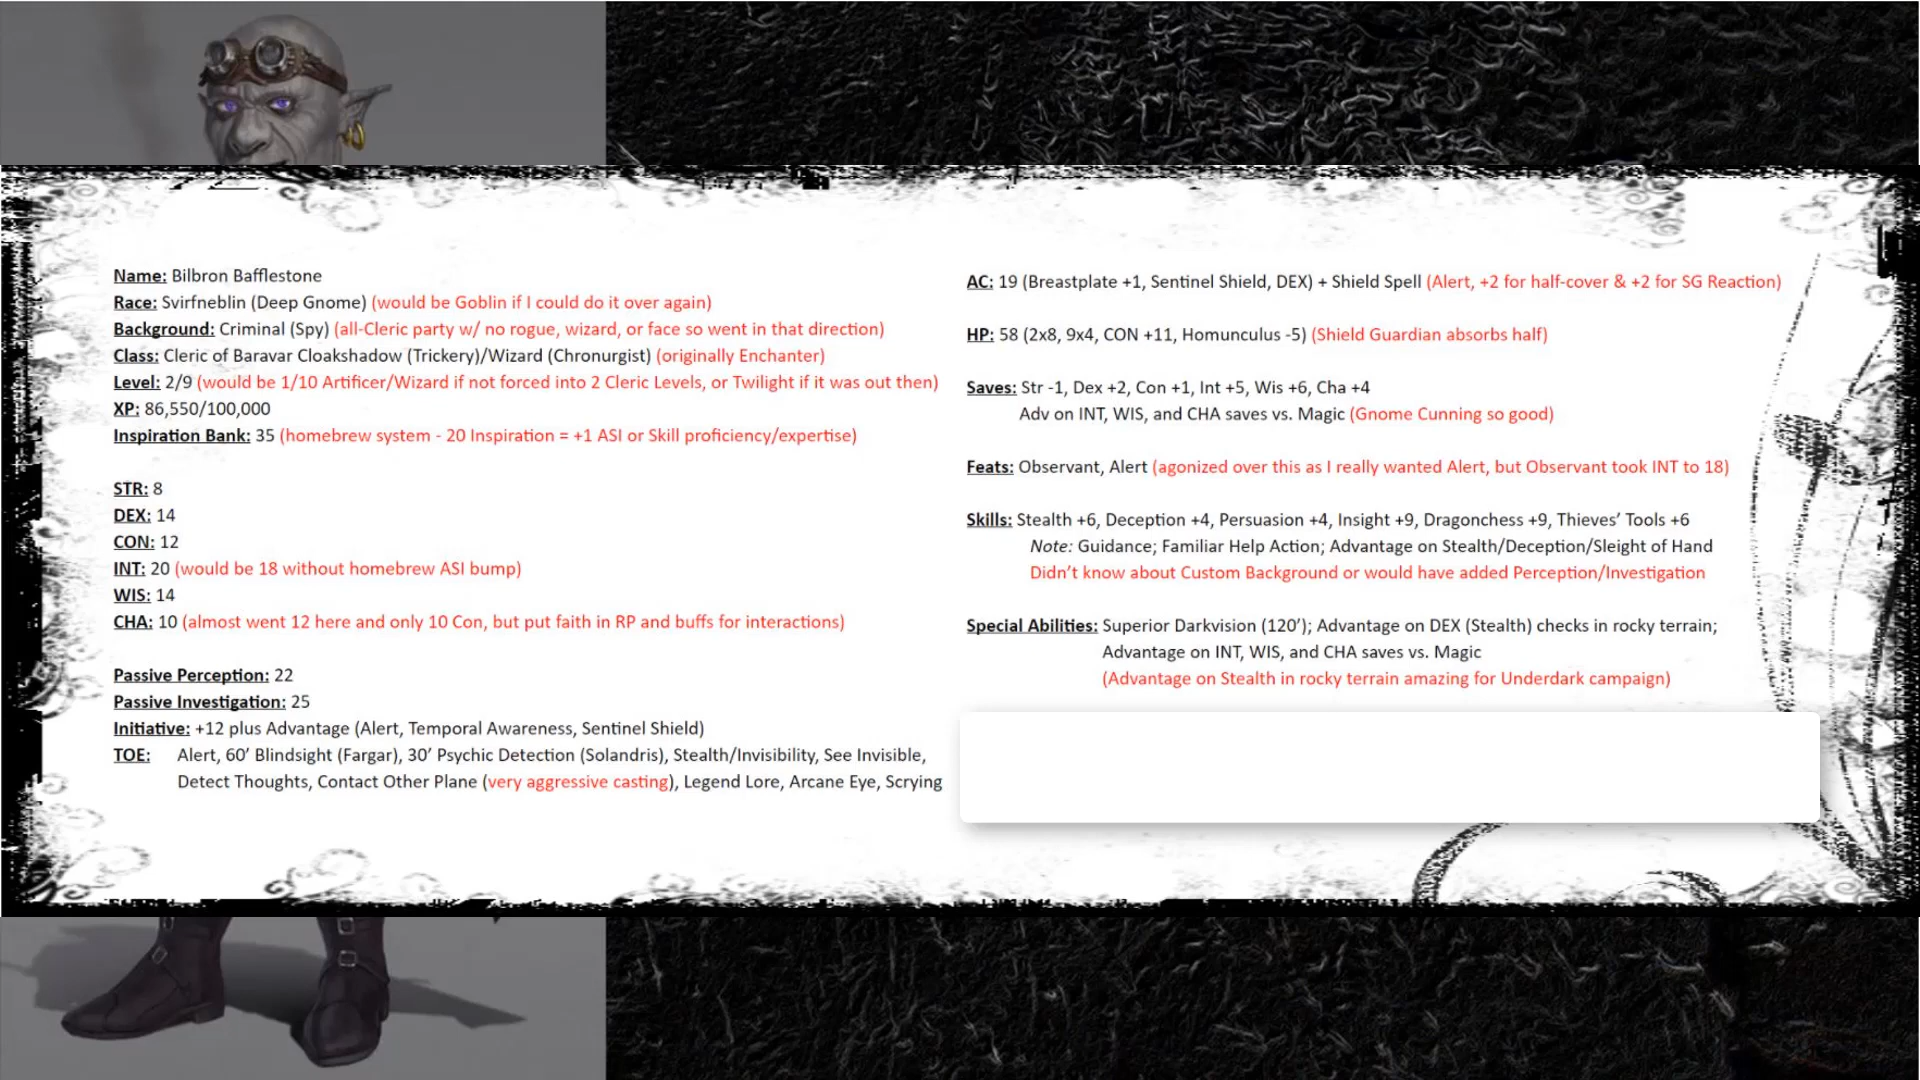 Name: Bilbron Bafflestone
Race: Svirfneblin (Deep Gnome) (would be Goblin if I could do it over again)
Background: Criminal (Spy) (all-Cleric party w/ no rogue, wizard, or face so went in that direction)
Class: Cleric of Baravar Cloakshadow (Trickery)/Wizard (Chronurgist) (originally Enchanter)
Level: 2/9 (would be 1/10 Artificer/Wizard if not forced into 2 Cleric Levels, or Twilight if it was out then)
XP: 86,550/100,000
Inspiration Bank: 35 (homebrew system - 20 Inspiration = +1 ASI or Skill proficiency/expertise)
STR: 8
DEX: 14
CON: 12
INT: 20 (would be 18 without homebrew ASI bump)
WIS: 14
CHA: 10 (almost went 12 here and only 10 Con, but put faith in RP and buffs for interactions)
Passive Perception: 22
Passive Investigation: 25
Initiative: +12 plus Advantage (Alert, Temporal Awareness, Sentinel Shield)
TOE: Alert, 60’ Blindsight (Fargar), 30’ Psychic Detection (Solandris), Stealth/Invisibility, See Invisible,
Detect Thoughts, Contact Other Plane (very aggressive casting), Legend Lore, Arcane Eye, Scrying
AC: 19 (Breastplate +1, Sentinel Shield, DEX) + Shield Spell (Alert, +2 for half-cover & +2 for SG Reaction)
HP: 58 (2x8, 9x4, CON +11, Homunculus -5) (Shield Guardian absorbs half)
Saves: Str -1, Dex +2, Con +1, Int +5, Wis +6, Cha +4
Adv on INT, WIS, and CHA saves vs. Magic (Gnome Cunning so good)
Feats: Observant, Alert (agonized over this as I really wanted Alert, but Observant took INT to 18)
Skills: Stealth +6, Deception +4, Persuasion +4, Insight +9, Dragonchess +9, Thieves’ Tools +6
Note: Guidance; Familiar Help Action; Advantage on Stealth/Deception/Sleight of Hand
Didn’t know about Custom Background or would have added Perception/Investigation
Special Abilities: Superior Darkvision (120’); Advantage on DEX (Stealth) checks in rocky terrain;
Advantage on INT, WIS, and CHA saves vs. Magic
(Advantage on Stealth in rocky terrain amazing for Underdark campaign)